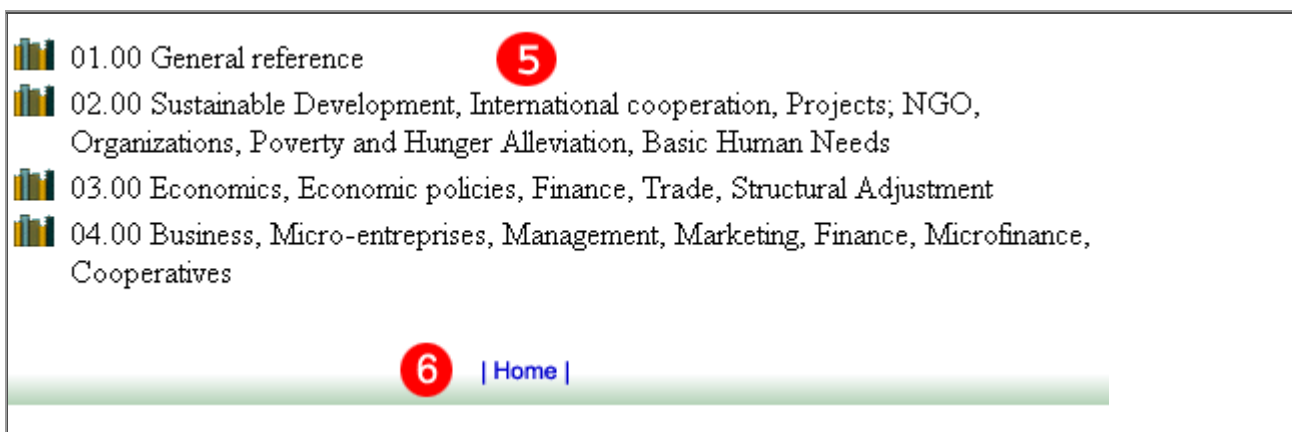 01.00 General reference 5
02.00 Sustainable Development, International cooperation, Projects; NGO,
Organizations, Poverty and Hunger Alleviation, Basic Human Needs
03.00 Economics, Economic policies, Finance, Trade, Structural Adjustment
04.00 Business, Micro-entreprises, Management, Marketing, Finance, Microfinance,
Cooperatives
6 | Home |